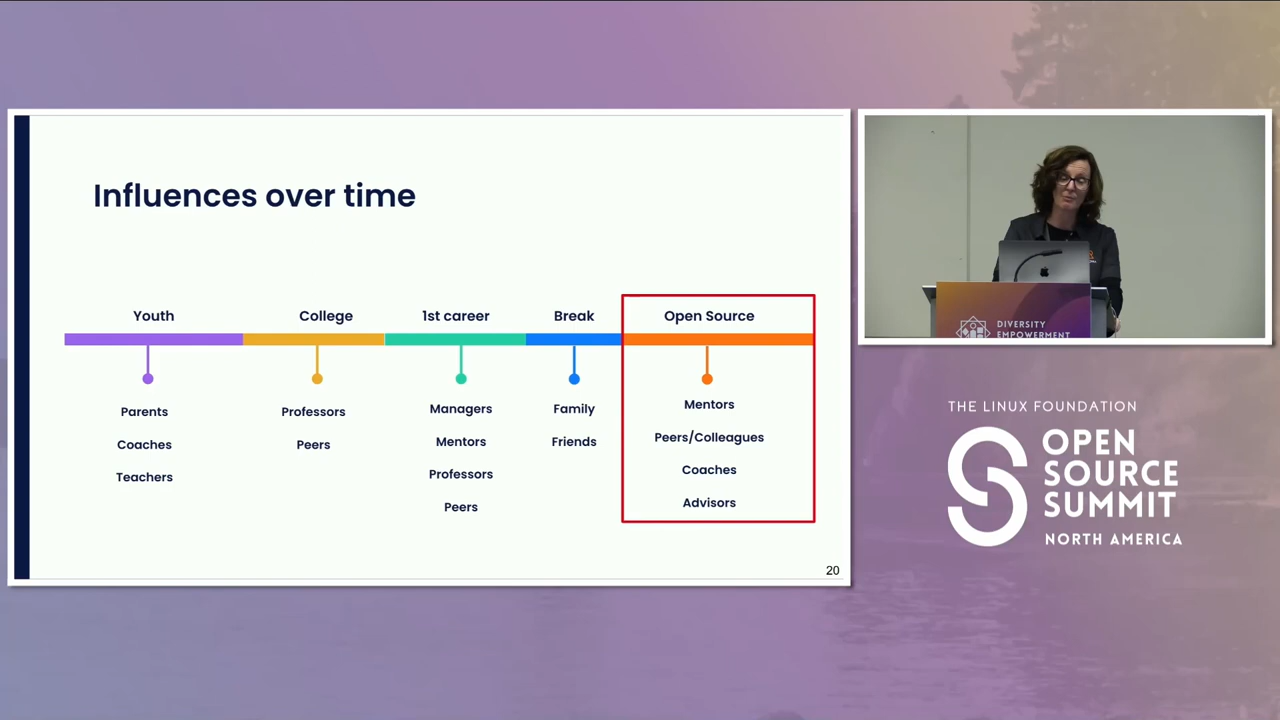 Influences over time
Youth
College
1st career
Break
Open Source
Parents
Coaches
Teachers
Professors
Peers
Managers
Mentors
Professors
Peers
Family
Friends
Mentors
Peers/Colleagues
Coaches
Advisors
20
DIVERSITY
EMPOWERMENT
THE LINUX FOUNDATION
OPEN
SOURCE
SUMMIT
NORTH AMERICA